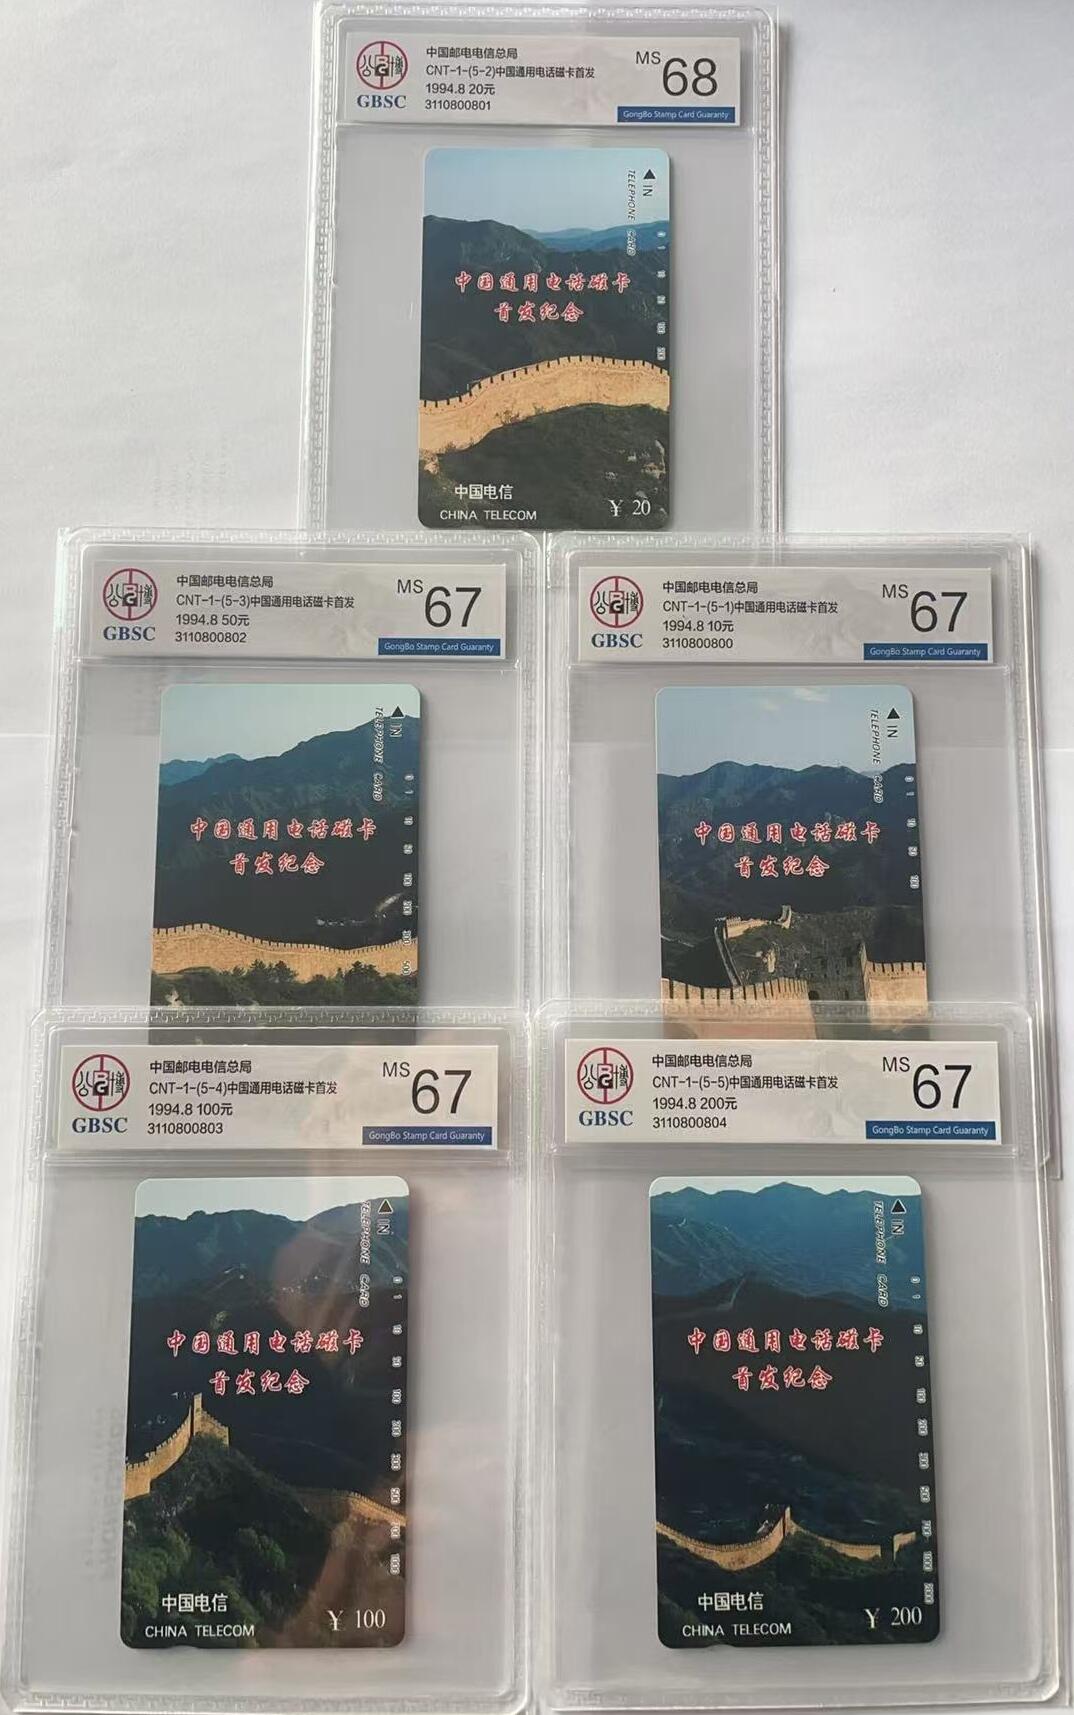 中国邮电电信总局
CNT-1-(5-2)中国通用电话磁卡首发
1994.8 20元
3110800801
GBSC
MS 68
GongBo Stamp Card Guaranty
IN
TELEPHONE CARD
中国通用电话磁卡
首发纪念
中国电信
CHINA TELECOM
¥ 20
中国邮电电信总局
CNT-1-(5-3)中国通用电话磁卡首发
1994.8 50元
3110800802
GBSC
MS 67
GongBo Stamp Card Guaranty
IN
TELEPHONE CARD
中国通用电话磁卡
首发纪念
中国邮电电信总局
CNT-1-(5-1)中国通用电话磁卡首发
1994.8 10元
3110800800
GBSC
MS 67
GongBo Stamp Card Guaranty
IN
TELEPHONE CARD
中国通用电话磁卡
首发纪念
中国邮电电信总局
CNT-1-(5-4)中国通用电话磁卡首发
1994.8 100元
3110800803
GBSC
MS 67
GongBo Stamp Card Guaranty
IN
TELEPHONE CARD
中国通用电话磁卡
首发纪念
中国电信
CHINA TELECOM
¥ 100
中国邮电电信总局
CNT-1-(5-5)中国通用电话磁卡首发
1994.8 200元
3110800804
GBSC
MS 67
GongBo Stamp Card Guaranty
IN
TELEPHONE CARD
中国通用电话磁卡
首发纪念
中国电信
CHINA TELECOM
¥ 200